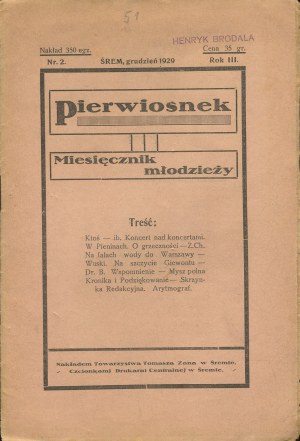 51
HENRYK BRODALA
Nakład 350 egz.
Cena 35 gr.
Nr. 2.
ŚREM, grudzień 1929
Rok III.
Pierwiosnek
Miesięcznik
młodzieży
Treść:
Ktoś — ib. Koncert nad koncertami.
W Pieninach. O grzeczności — Z.Ch.
Na falach wody do Warszawy —
Wuski. Na szczycie Giewontu —
Dr. B. Wspomnienie — Mysz polna
Kronika i Podziękowanie — Skrzyn-
ka Redakcyjna. Arytmograf.
Nakładem Towarzystwa Tomasza Zana w Śremie.
Czcionkami Drukarni Centralnej w Śremie.